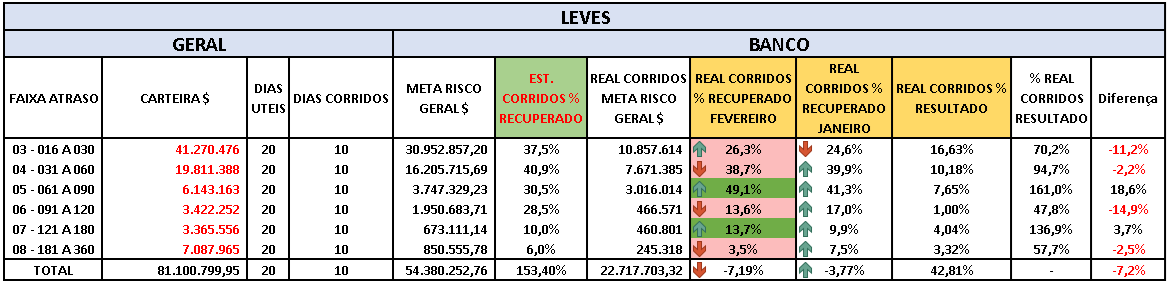 LEVES
GERAL BANCO
FAIXA ATRASO CARTEIRA $ DIAS UTEIS DIAS CORRIDOS META RISCO GERAL $ EST. CORRIDOS % RECUPERADO REAL CORRIDOS META RISCO GERAL $ REAL CORRIDOS % RECUPERADO FEVEREIRO REAL CORRIDOS % RECUPERADO JANEIRO REAL CORRIDOS % RESULTADO % REAL CORRIDOS RESULTADO Diferença
03 - 016 A 030 41.270.476 20 10 30.952.857,20 37,5% 10.857.614 26,3% 24,6% 16,63% 70,2% -11,2%
04 - 031 A 060 19.811.388 20 10 16.205.715,69 40,9% 7.671.385 38,7% 39,9% 10,18% 94,7% -2,2%
05 - 061 A 090 6.143.163 20 10 3.747.329,23 30,5% 3.016.014 49,1% 41,3% 7,65% 161,0% 18,6%
06 - 091 A 120 3.422.252 20 10 1.950.683,71 28,5% 466.571 13,6% 17,0% 1,00% 47,8% -14,9%
07 - 121 A 180 3.365.556 20 10 673.111,14 10,0% 460.801 13,7% 9,9% 4,04% 136,9% 3,7%
08 - 181 A 360 7.087.965 20 10 850.555,78 6,0% 245.318 3,5% 7,5% 3,32% 57,7% -2,5%
TOTAL 81.100.799,95 20 10 54.380.252,76 153,40% 22.717.703,32 -7,19% -3,77% 42,81% - -7,2%